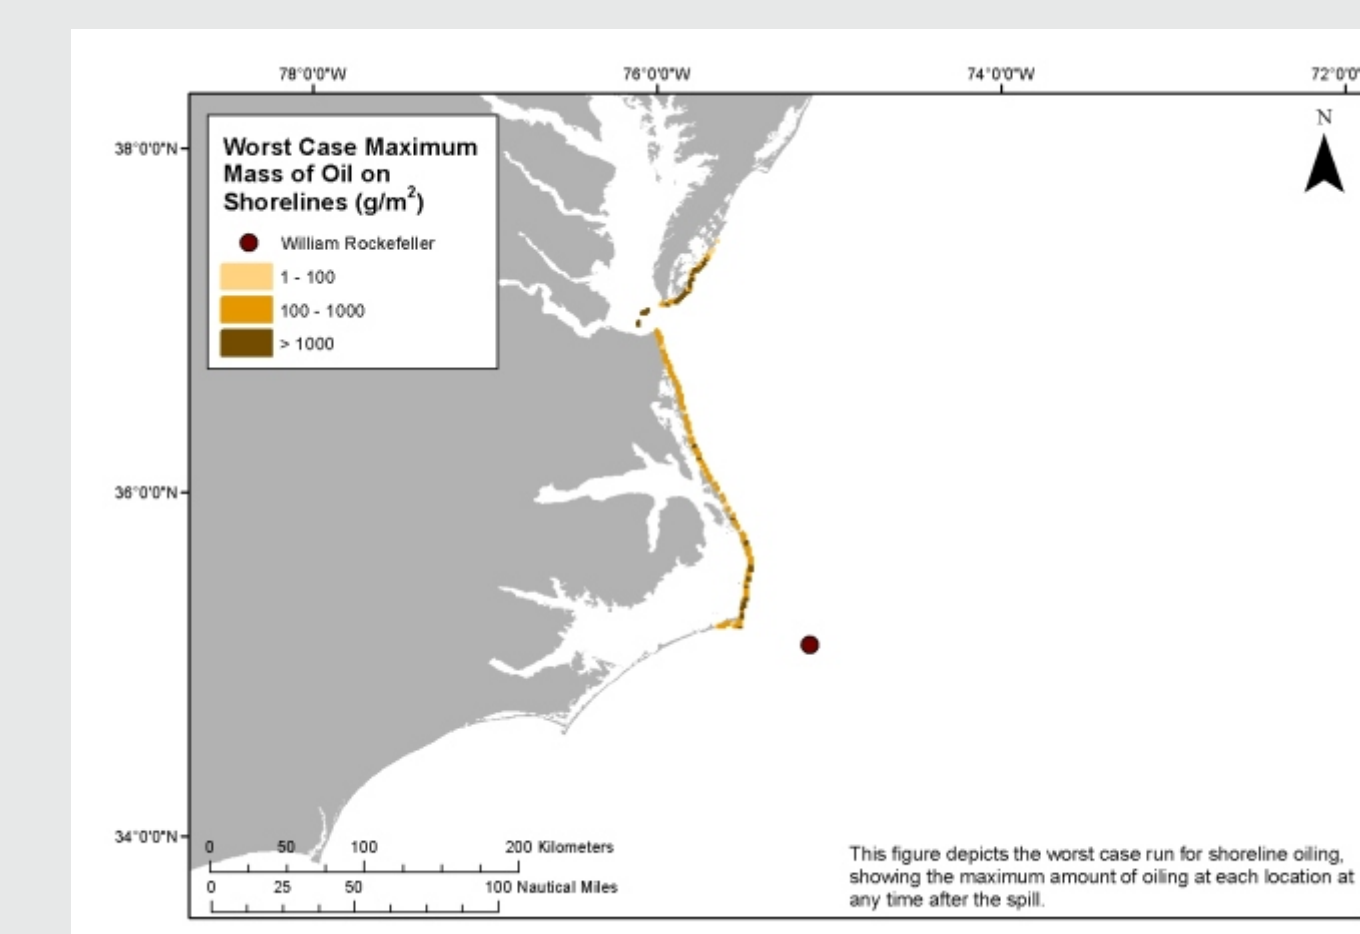 78°0'0"W 76°0'0"W 74°0'0"W
N
38°0'0"N
Worst Case Maximum
Mass of Oil on
Shorelines (g/m²)
William Rockefeller
1 - 100
100 - 1000
> 1000
36°0'0"N
34°0'0"N
0 50 100 200 Kilometers
0 25 50 100 Nautical Miles
This figure depicts the worst case run for shoreline oiling,
showing the maximum amount of oiling at each location at
any time after the spill.